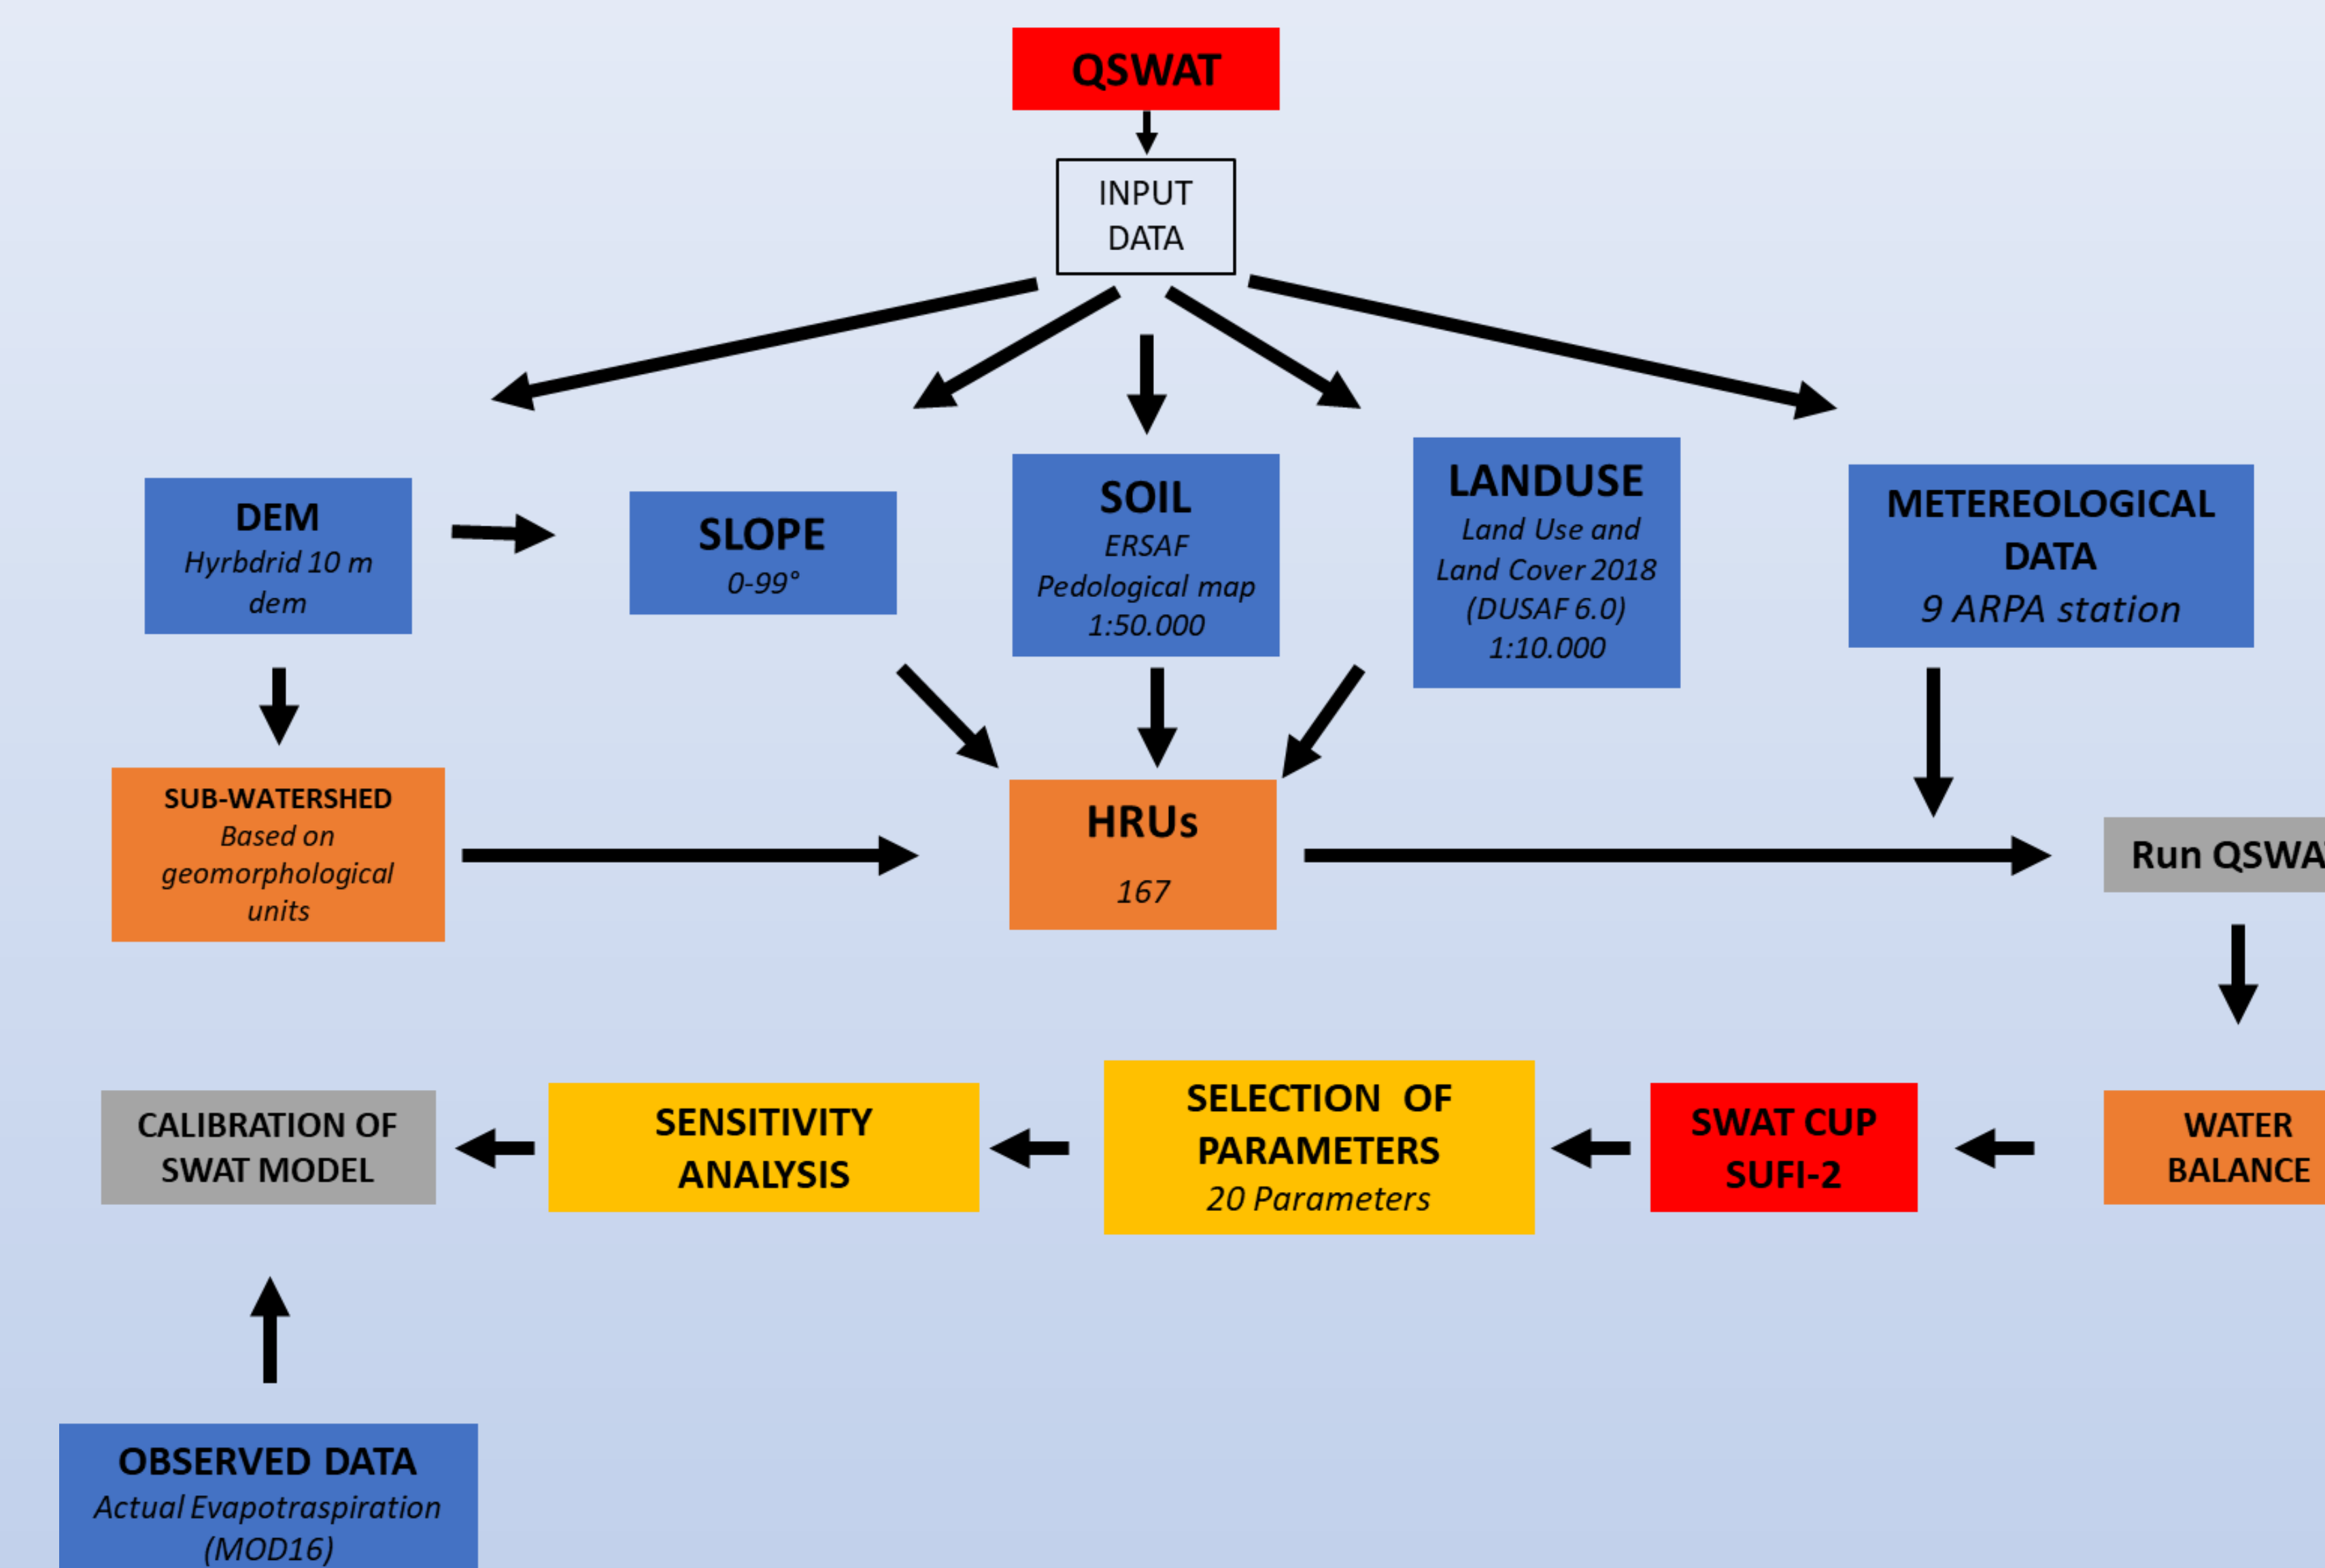 QSWAT
INPUT
DATA
DEM
Hyrbdrid 10 m
dem
SLOPE
0-99°
SOIL
ERSAF
Pedological map
1:50.000
LANDUSE
Land Use and
Land Cover 2018
(DUSAF 6.0)
1:10.000
METEREOLOGICAL
DATA
9 ARPA station
SUB-WATERSHED
Based on
geomorphological
units
HRUs
167
Run QSWA
CALIBRATION OF
SWAT MODEL
SENSITIVITY
ANALYSIS
SELECTION OF
PARAMETERS
20 Parameters
SWAT CUP
SUFI-2
WATER
BALANCE
OBSERVED DATA
Actual Evapotraspiration
(MOD16)